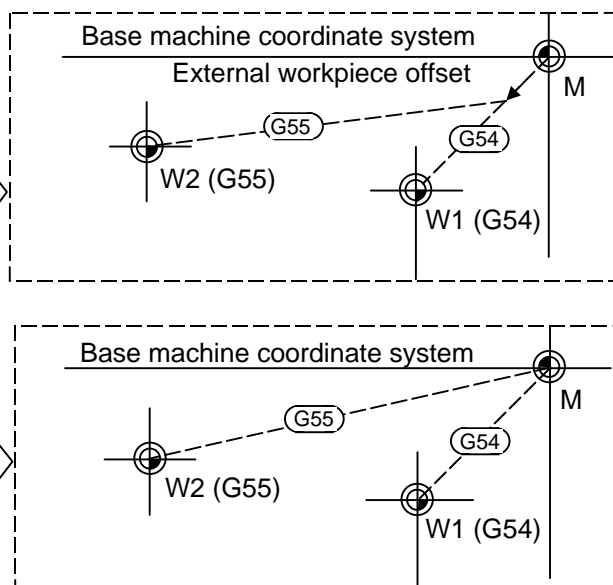 Base machine coordinate system
External workpiece offset
M
G55
G54
W2 (G55)
W1 (G54)
Base machine coordinate system
M
G55
G54
W2 (G55)
W1 (G54)